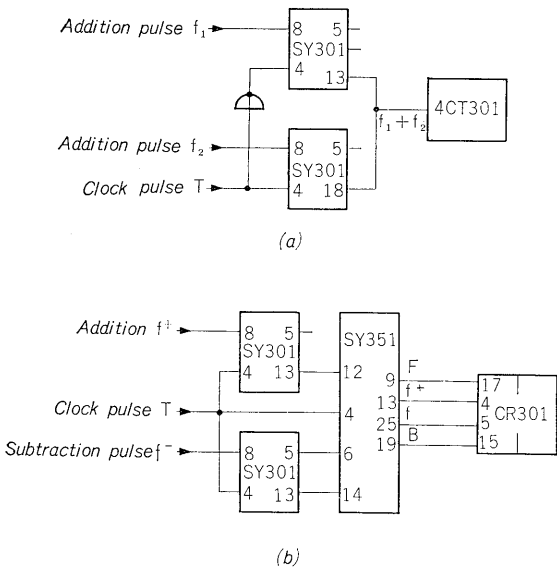 Addition pulse f₁
8 5
SY301
4
13
4CT301
f₁+f₂
Addition pulse f₂
8 5
SY301
Clock pulse T
4 18
(a)
Addition f⁺
8 5
SY301
4 13
SY351
12
9 F
17
13 f⁺
4
CR301
Clock pulse T
4
25 f
5
19 B
15
Subtraction pulse f⁻
8 5
6
SY301
4 13
14
(b)